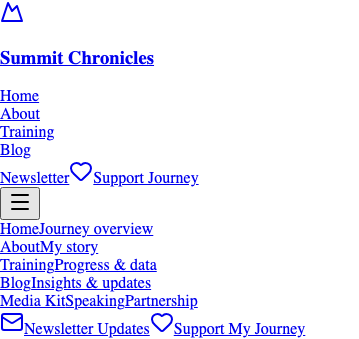 Summit Chronicles
Home
About
Training
Blog
Newsletter Support Journey
HomeJourney overview
AboutMy story
TrainingProgress & data
BlogInsights & updates
Media KitSpeakingPartnership
Newsletter Updates Support My Journey